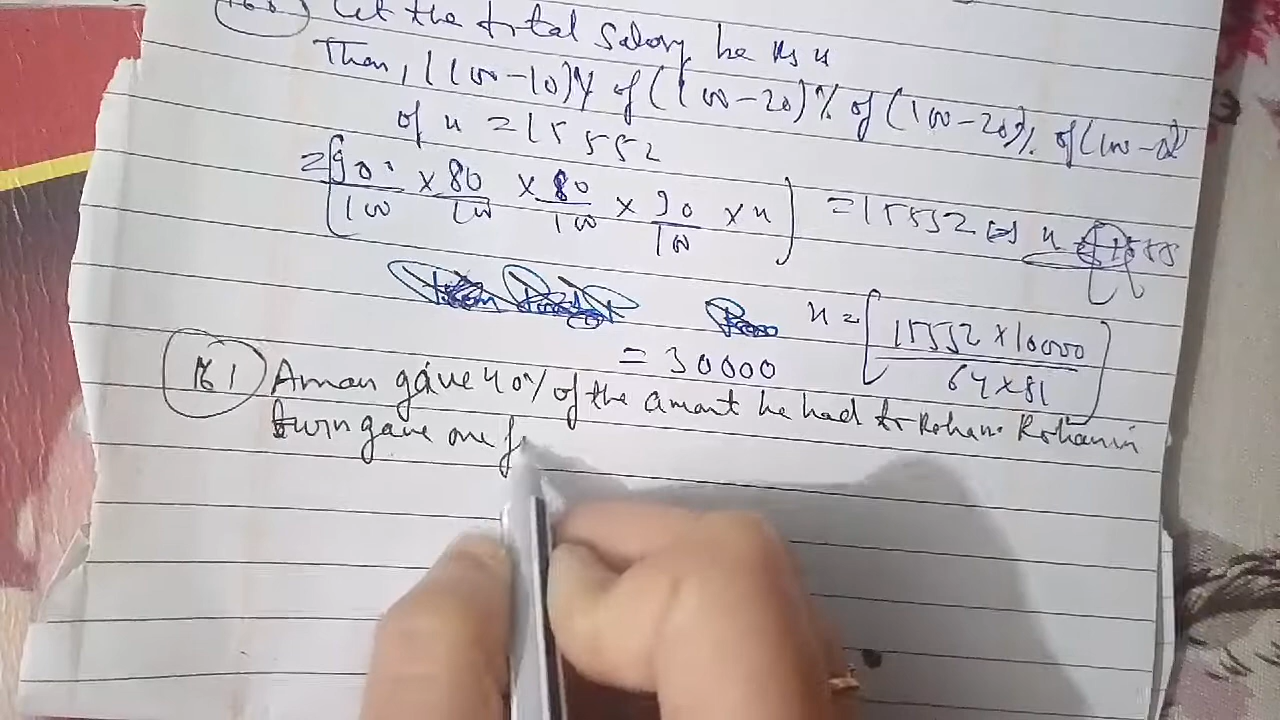 Let the total Salary be Rs x
Then, (100-10)% of (100-20)% of (100-20)% of (100-
of x = 15552
= [90/100 × 80/100 × 80/100 × 90/100 × x] = 15552 ⇒ x
x = [15552 × 10000 / 64 × 81]
= 30000
161 Aman gave 40% of the amount he had to Rohan. Rohan in
turn gave one f